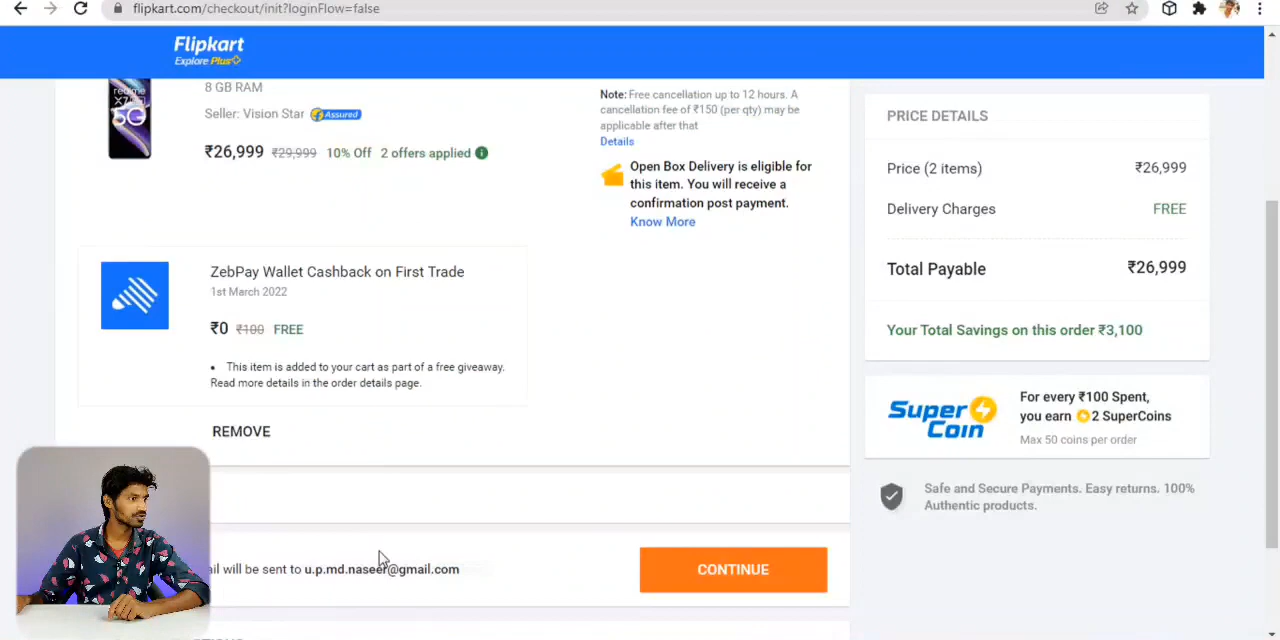 flipkart.com/checkout/init?loginFlow=false
Flipkart
Explore Plus
realme
X7
5G
8 GB RAM
Seller: Vision Star Assured
₹26,999 ₹29,999 10% Off 2 offers applied
Note: Free cancellation up to 12 hours. A
cancellation fee of ₹150 (per qty) may be
applicable after that
Details
Open Box Delivery is eligible for
this item. You will receive a
confirmation post payment.
Know More
ZebPay Wallet Cashback on First Trade
1st March 2022
₹0 ₹100 FREE
• This item is added to your cart as part of a free giveaway.
Read more details in the order details page.
REMOVE
will be sent to u.p.md.naseer@gmail.com
CONTINUE
PRICE DETAILS
Price (2 items) ₹26,999
Delivery Charges FREE
Total Payable ₹26,999
Your Total Savings on this order ₹3,100
Super Coin
For every ₹100 Spent,
you earn 2 SuperCoins
Max 50 coins per order
Safe and Secure Payments. Easy returns. 100%
Authentic products.